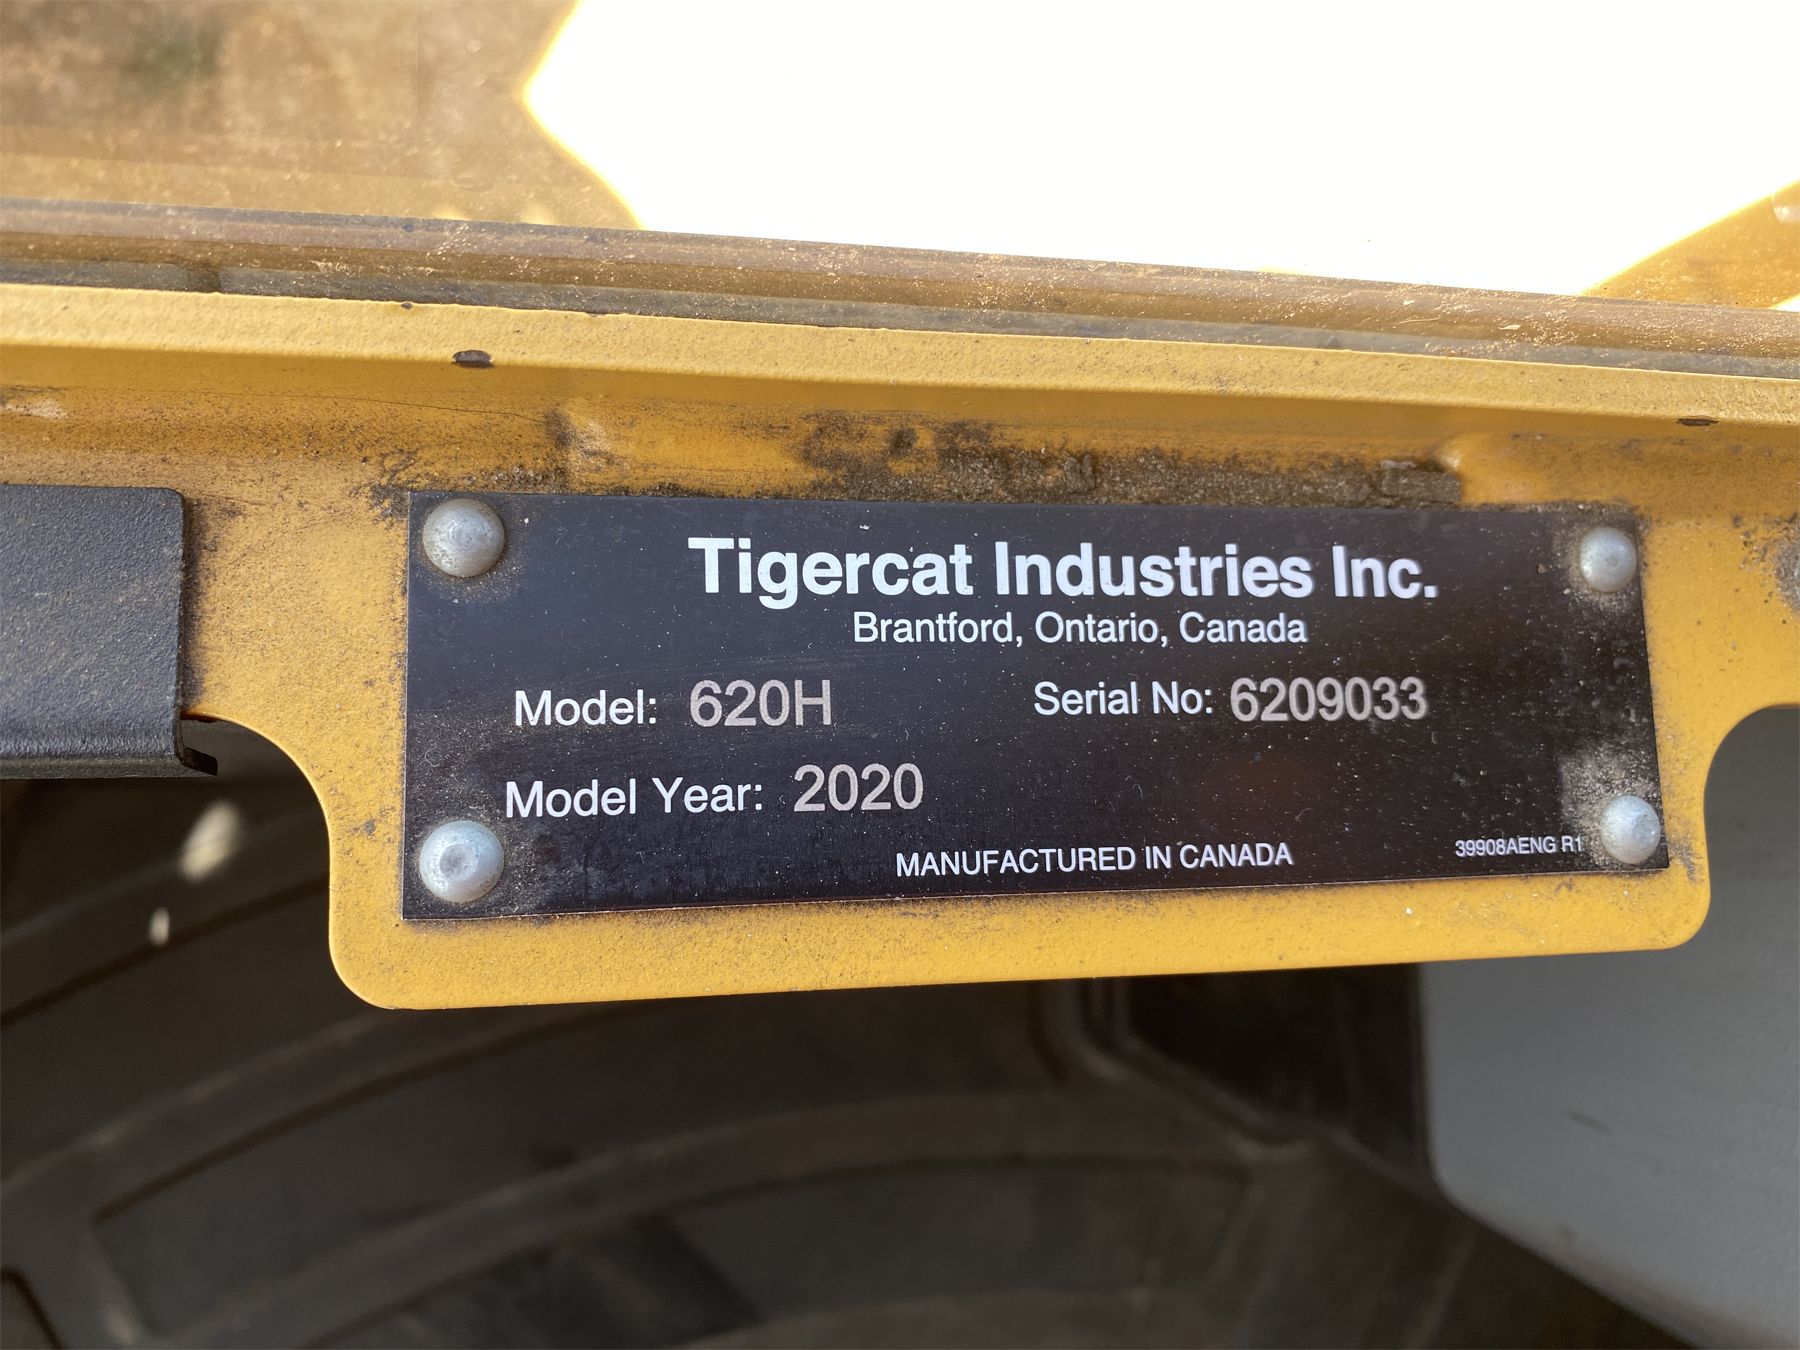 Tigercat Industries Inc.
Brantford, Ontario, Canada
Model: 620H Serial No: 6209033
Model Year: 2020
MANUFACTURED IN CANADA 39908AENG R1